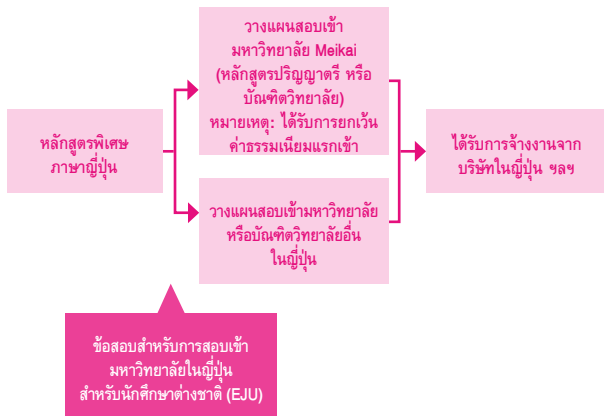 หลักสูตรพิเศษ
ภาษาญี่ปุ่น
วางแผนสอบเข้า
มหาวิทยาลัย Meikai
(หลักสูตรปริญญาตรี หรือ
บัณฑิตวิทยาลัย)
หมายเหตุ: ได้รับการยกเว้น
ค่าธรรมเนียมแรกเข้า
วางแผนสอบเข้ามหาวิทยาลัย
หรือบัณฑิตวิทยาลัยอื่น
ในญี่ปุ่น
ได้รับการจ้างงานจาก
บริษัทในญี่ปุ่น ฯลฯ
ข้อสอบสำหรับการสอบเข้า
มหาวิทยาลัยในญี่ปุ่น
สำหรับนักศึกษาต่างชาติ (EJU)